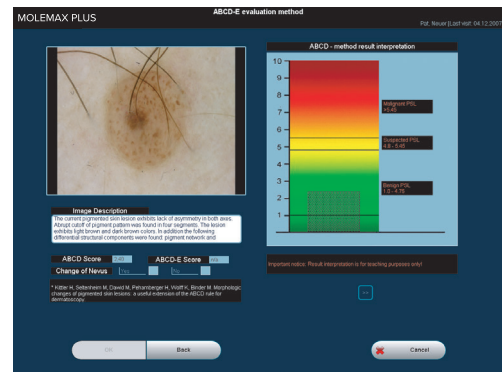 MOLEMAX PLUS
ABCD-E evaluation method
Pat. Neuer [Last visit: 04.12.2007
ABCD - method result interpretation
10
9
8
7
6
5
4
3
2
1
0
Malignant PSL
>5.45
Suspected PSL
4.8 - 5.45
Benign PSL
1.0 - 4.75
Image Description
The current pigmented skin lesion exhibits lack of asymmetry in both axes.
Abrupt cutoff of pigment pattern was found in four segments. The lesion
exhibits light brown and dark brown colors. In addition the following
differential structural components were found: pigment network and
ABCD Score
2.40
ABCD-E Score
N/A
Change of Nevus
Yes
No
* Kittler H, Seltenheim M, Dawid M, Pehamberger H, Wolff K, Binder M. Morphologic
changes of pigmented skin lesions: a useful extension of the ABCD rule for
dermatoscopy
Important notice: Result interpretation is for teaching purposes only!
OK
Back
Cancel